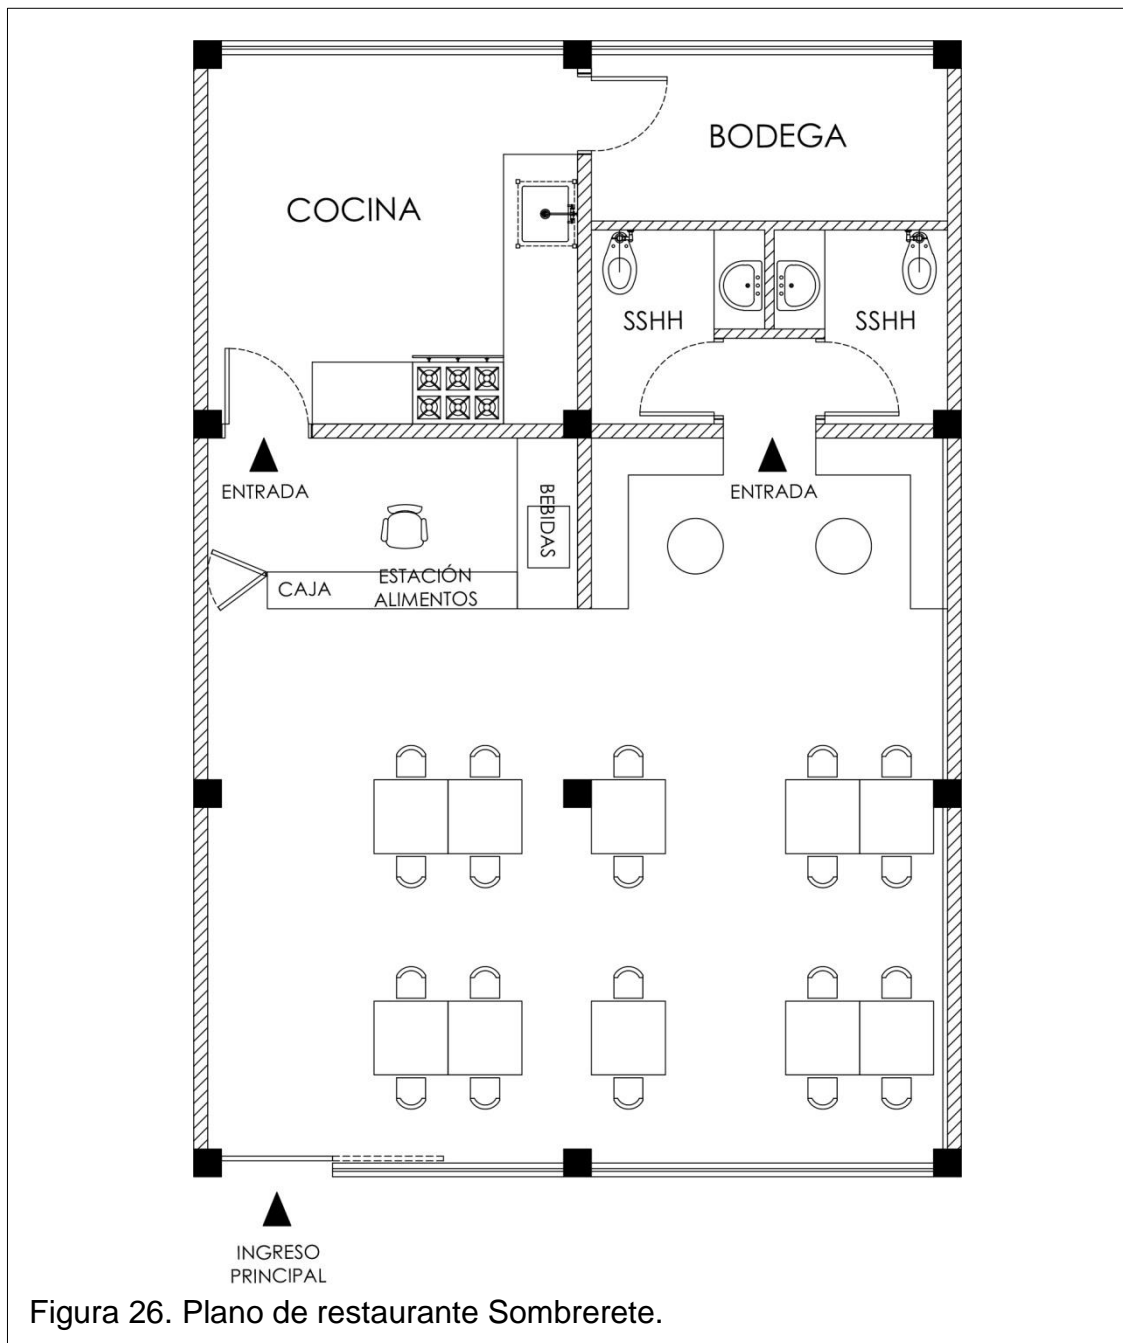 BODEGA
COCINA
SSHH
SSHH
ENTRADA
ENTRADA
BEBIDAS
CAJA
ESTACIÓN
ALIMENTOS
INGRESO
PRINCIPAL
Figura 26. Plano de restaurante Sombrerete.